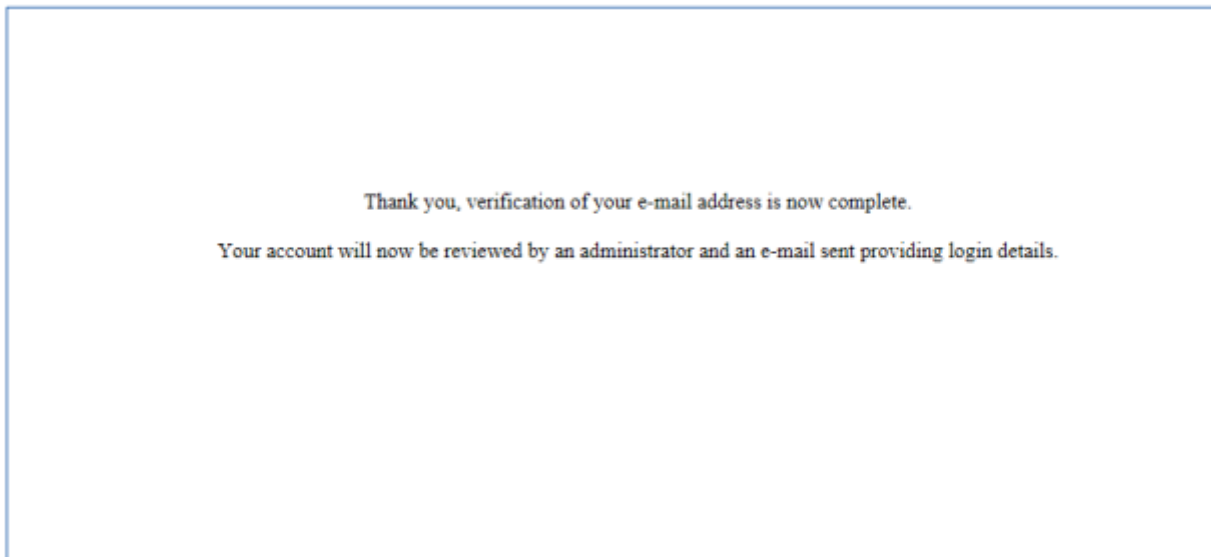 Thank you, verification of your e-mail address is now complete.
Your account will now be reviewed by an administrator and an e-mail sent providing login details.